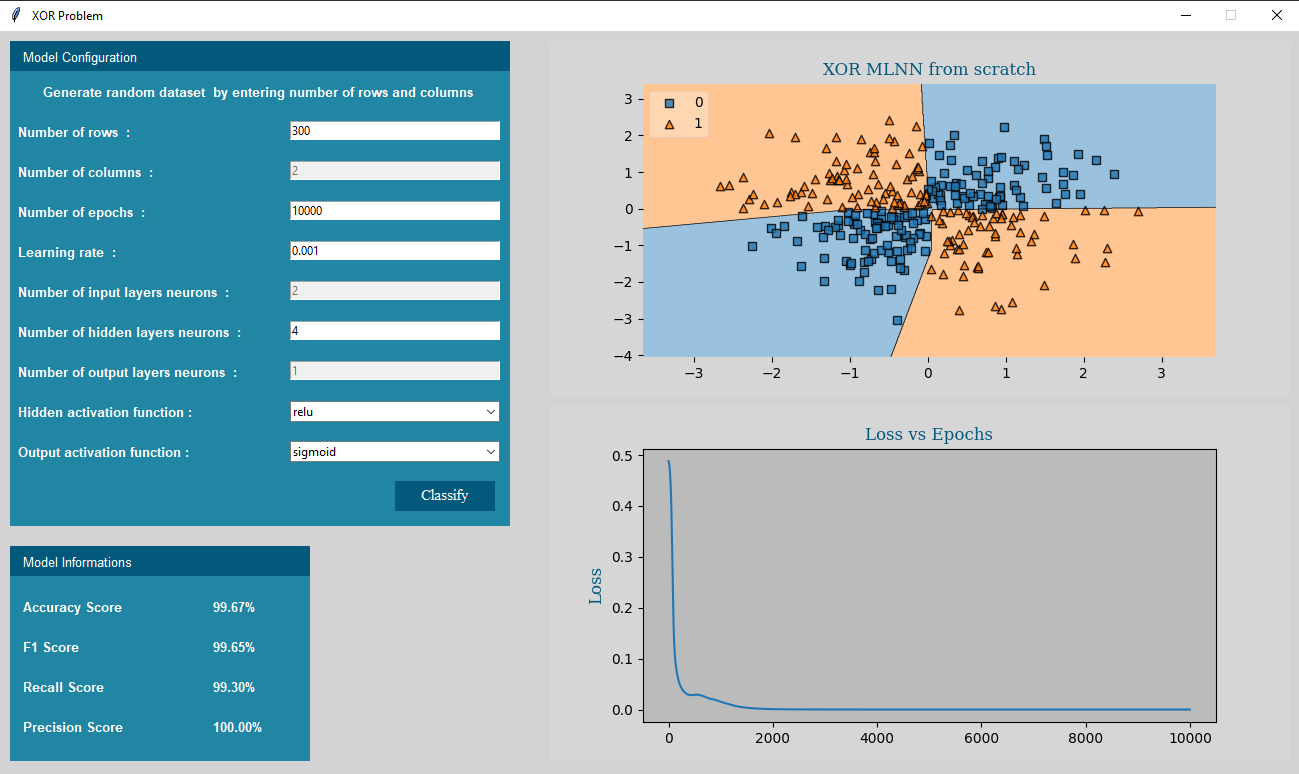 XOR Problem
Model Configuration
Generate random dataset by entering number of rows and columns
Number of rows : 300
Number of columns : 2
Number of epochs : 10000
Learning rate : 0.001
Number of input layers neurons : 2
Number of hidden layers neurons : 4
Number of output layers neurons : 1
Hidden activation function : relu
Output activation function : sigmoid
Classify
Model Informations
Accuracy Score 99.67%
F1 Score 99.65%
Recall Score 99.30%
Precision Score 100.00%
XOR MLNN from scratch
0
1
3
2
1
0
−1
−2
−3
−4
−3 −2 −1 0 1 2 3
Loss vs Epochs
Loss
0.5
0.4
0.3
0.2
0.1
0.0
0 2000 4000 6000 8000 10000